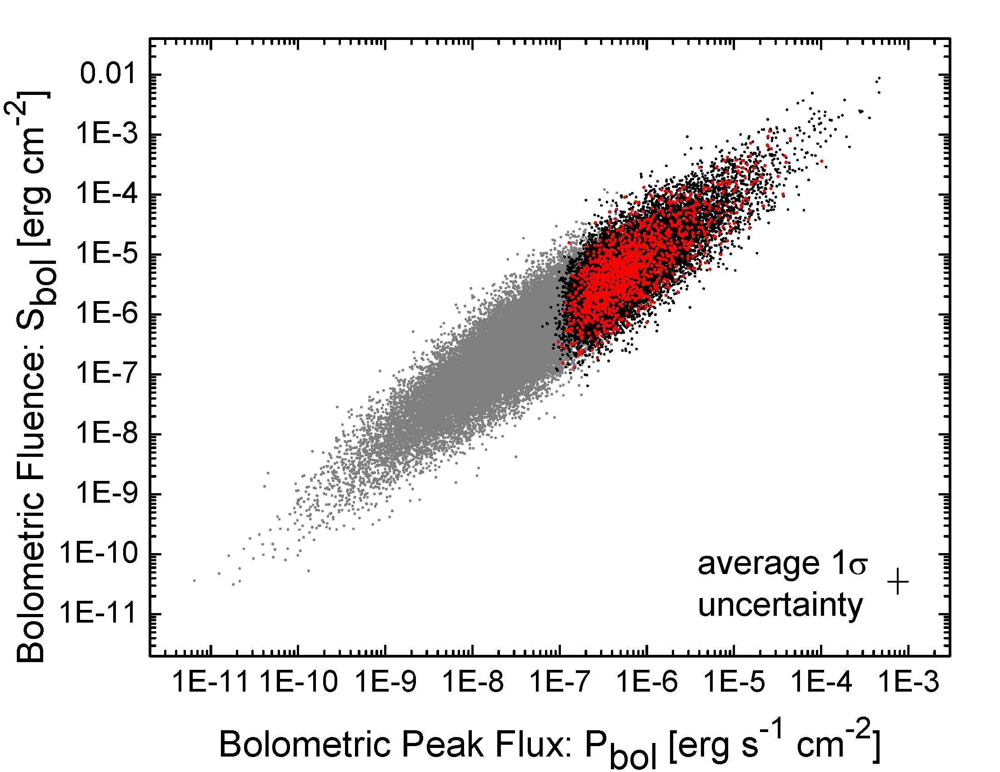 Bolometric Fluence: Sbol [erg cm-2]
0.01
1E-3
1E-4
1E-5
1E-6
1E-7
1E-8
1E-9
1E-10
1E-11
average 1σ
uncertainty
1E-11 1E-10 1E-9 1E-8 1E-7 1E-6 1E-5 1E-4 1E-3
Bolometric Peak Flux: Pbol [erg s-1 cm-2]